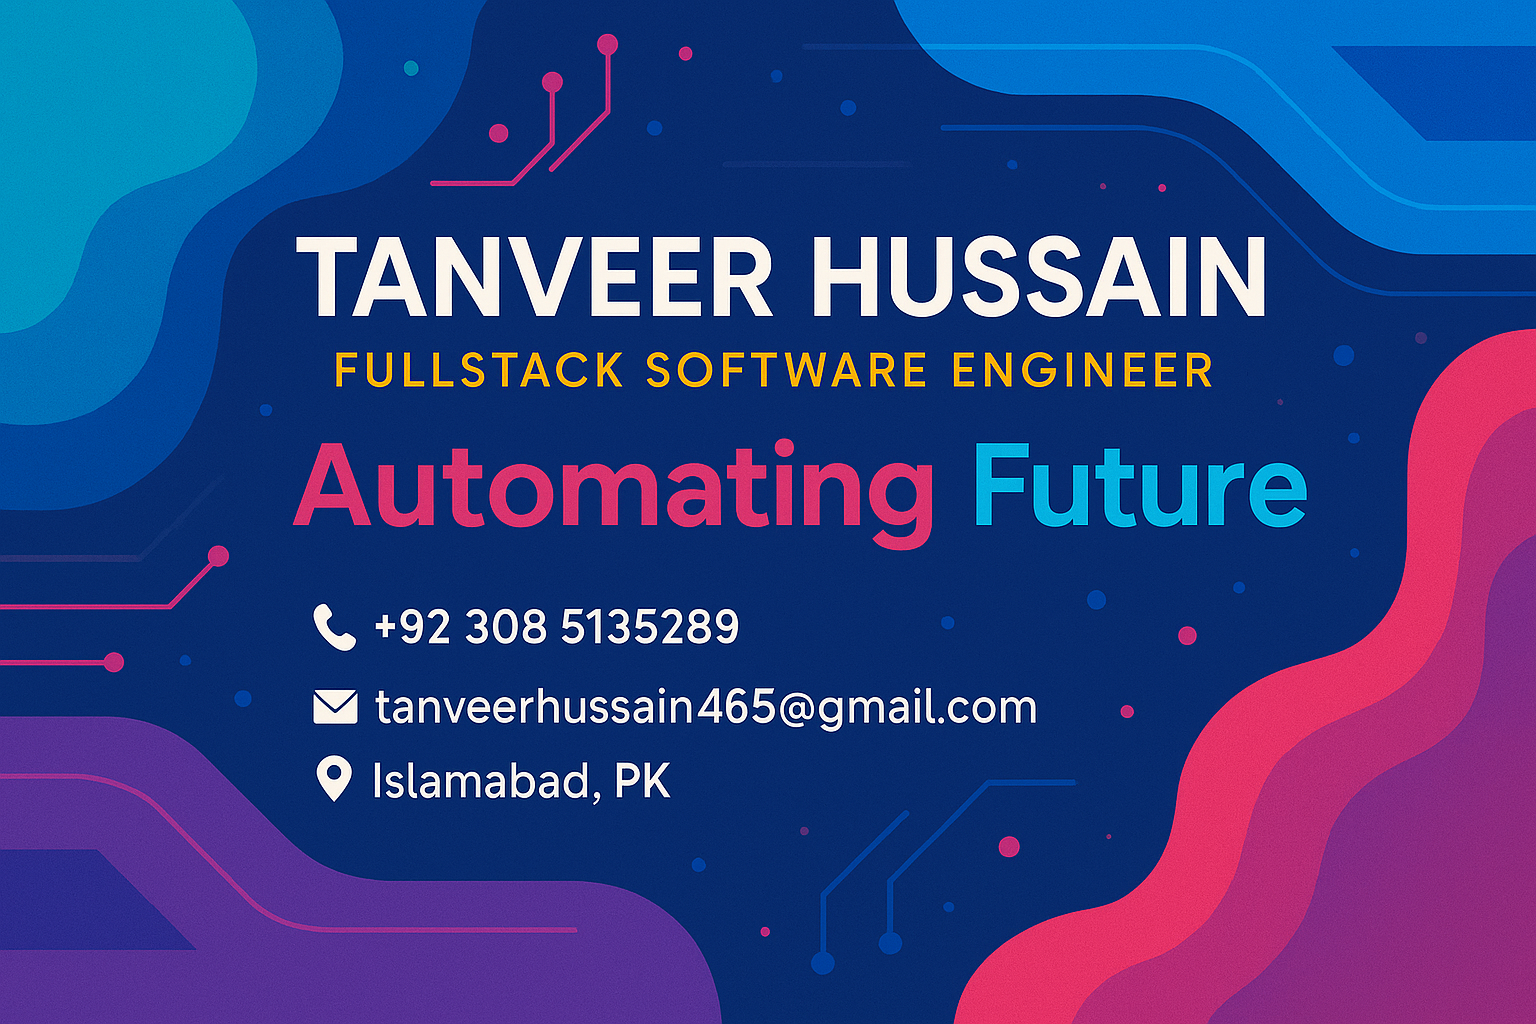 TANVEER HUSSAIN
FULLSTACK SOFTWARE ENGINEER
Automating Future
+92 308 5135289
tanveerhussain465@gmail.com
Islamabad, PK